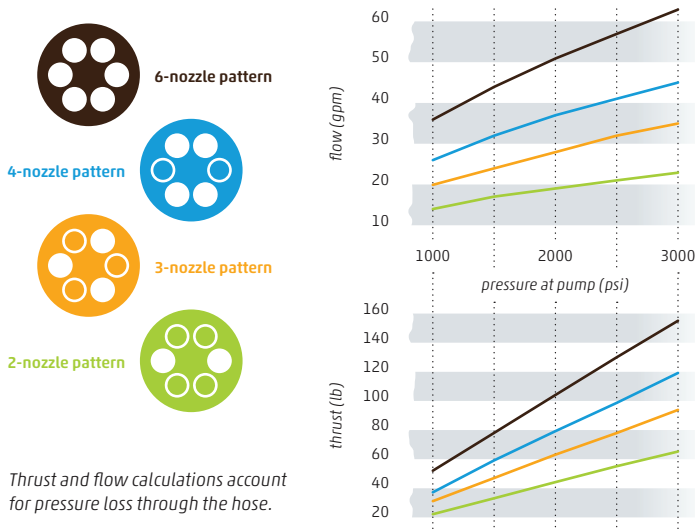 6-nozzle pattern
4-nozzle pattern
3-nozzle pattern
2-nozzle pattern
Thrust and flow calculations account
for pressure loss through the hose.
flow (gpm)
60
50
40
30
20
10
1000
2000
3000
pressure at pump (psi)
thrust (lb)
160
140
120
100
80
60
40
20